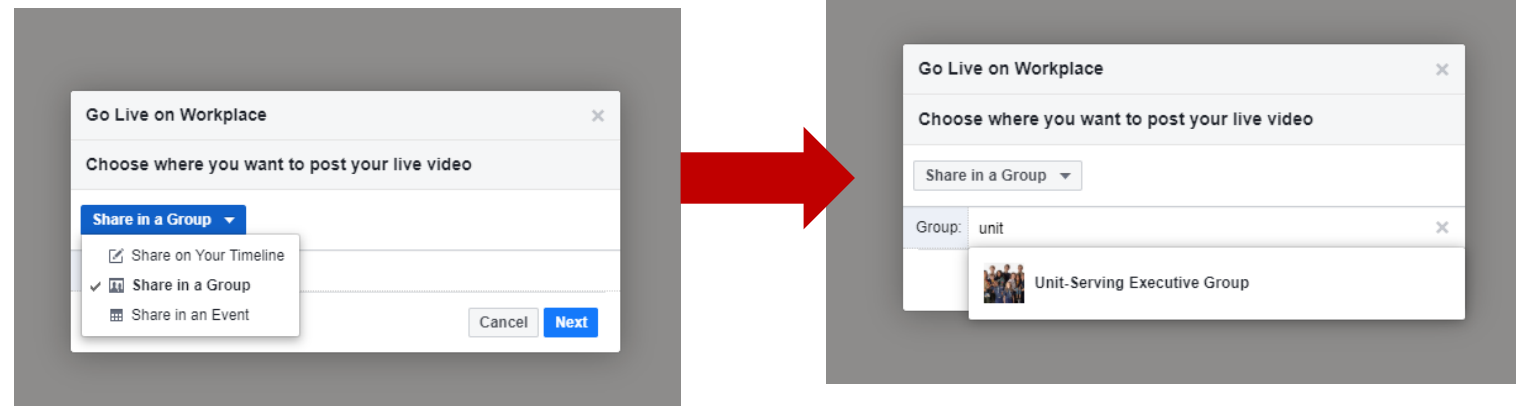 Go Live on Workplace
Choose where you want to post your live video
Share in a Group
Share on Your Timeline
Share in a Group
Share in an Event
Cancel Next
Go Live on Workplace
Choose where you want to post your live video
Share in a Group
Group: unit
Unit-Serving Executive Group